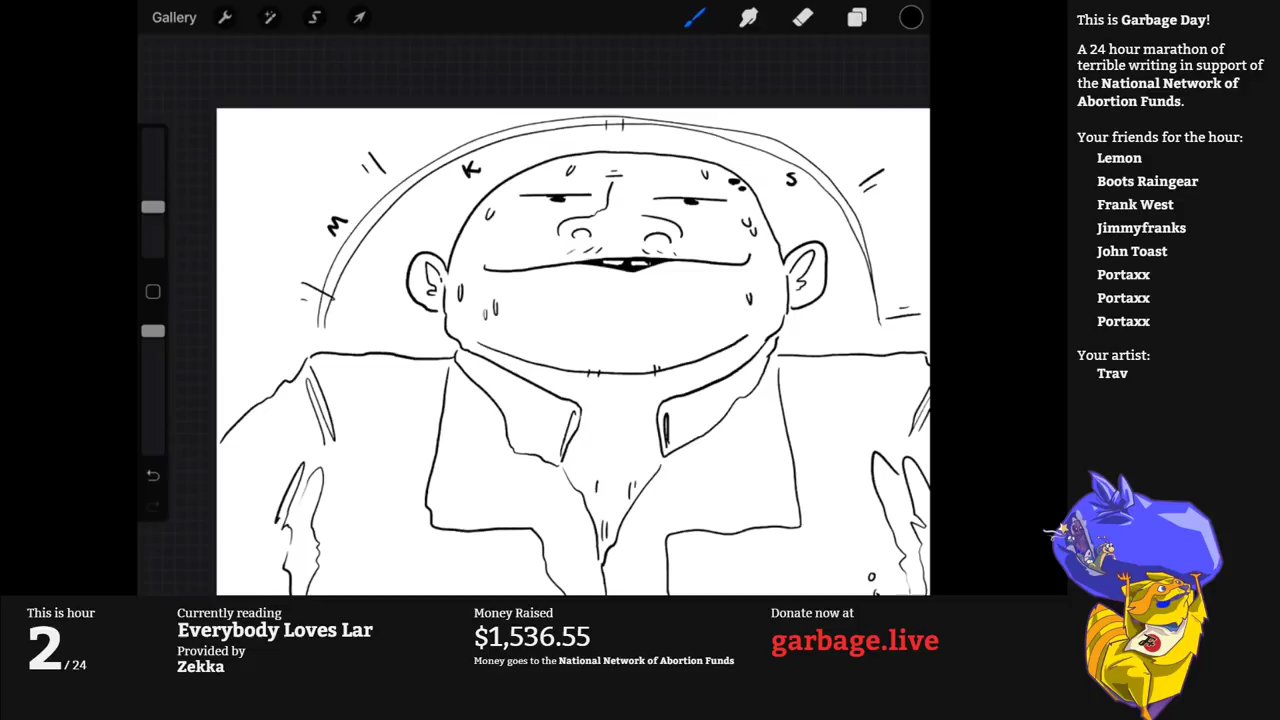 Gallery
M K S
This is Garbage Day!
A 24 hour marathon of
terrible writing in support of
the National Network of
Abortion Funds.
Your friends for the hour:
Lemon
Boots Raingear
Frank West
Jimmyfranks
John Toast
Portaxx
Portaxx
Portaxx
Your artist:
Trav
This is hour
2 / 24
Currently reading
Everybody Loves Lar
Provided by
Zekka
Money Raised
$1,536.55
Money goes to the National Network of Abortion Funds
Donate now at
garbage.live